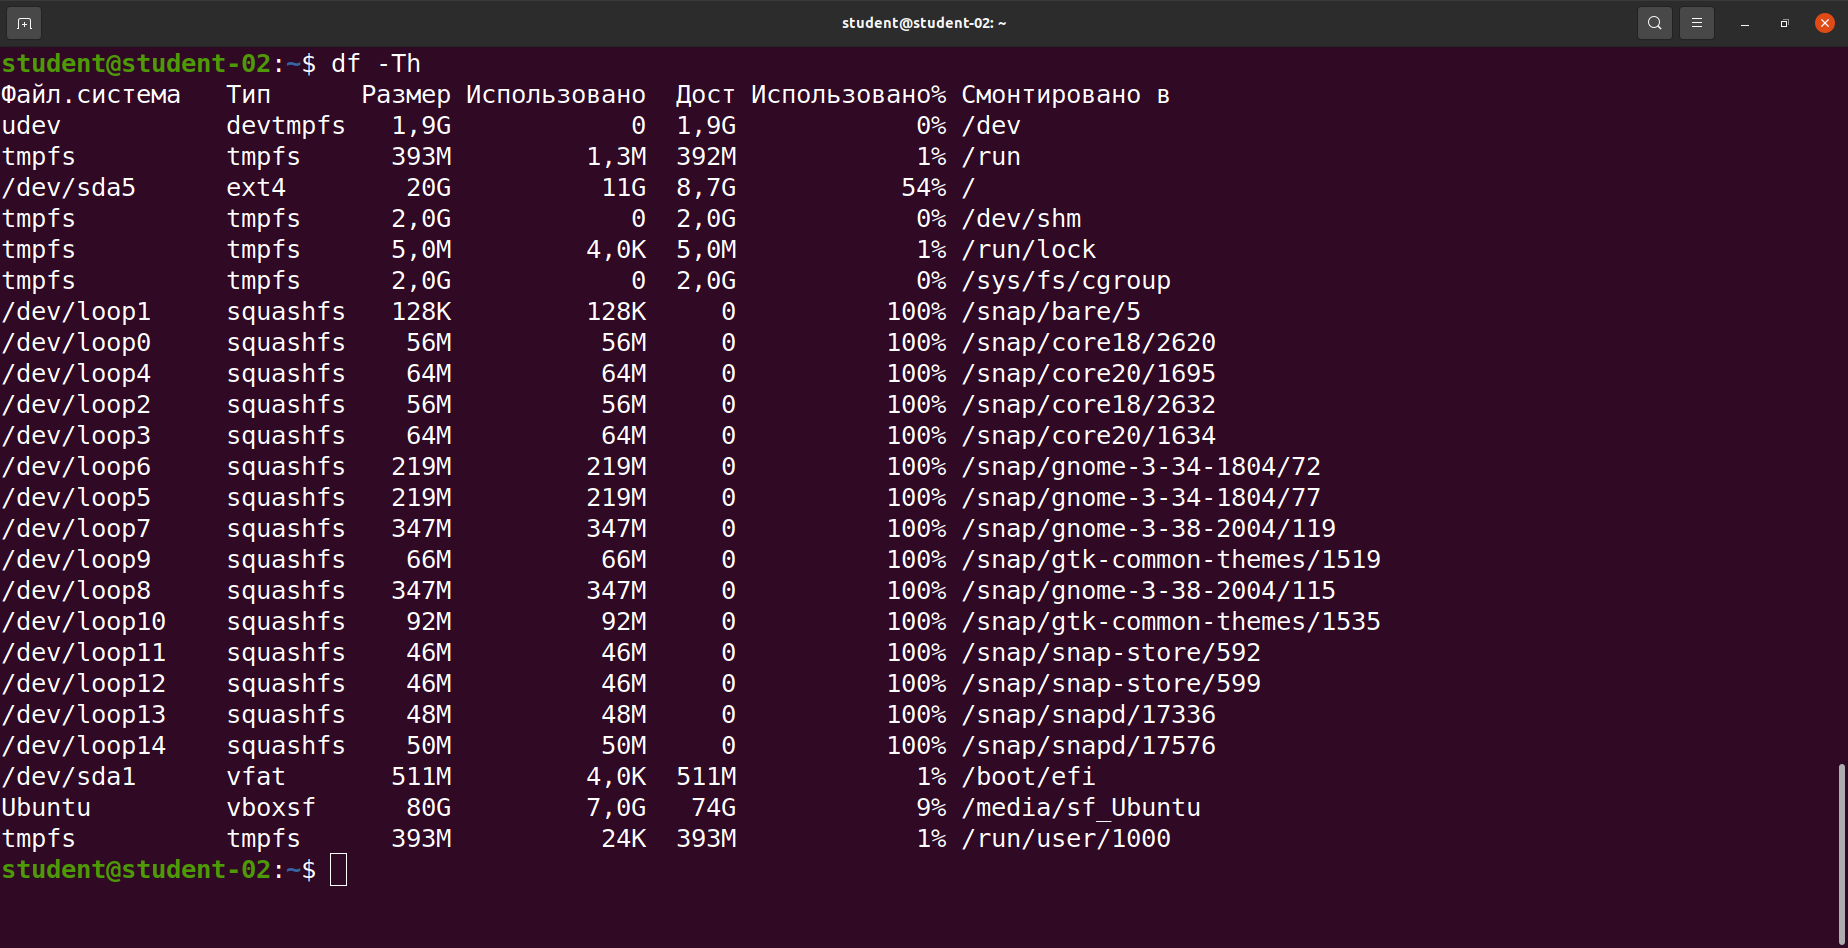 student@student-02: ~
student@student-02:~$ df -Th
Файл.система   Тип      Размер Использовано  Дост Использовано% Смонтировано в
udev           devtmpfs   1,9G            0  1,9G            0% /dev
tmpfs          tmpfs      393M         1,3M  392M            1% /run
/dev/sda5      ext4        20G          11G  8,7G           54% /
tmpfs          tmpfs      2,0G            0  2,0G            0% /dev/shm
tmpfs          tmpfs      5,0M         4,0K  5,0M            1% /run/lock
tmpfs          tmpfs      2,0G            0  2,0G            0% /sys/fs/cgroup
/dev/loop1     squashfs   128K         128K     0          100% /snap/bare/5
/dev/loop0     squashfs    56M          56M     0          100% /snap/core18/2620
/dev/loop4     squashfs    64M          64M     0          100% /snap/core20/1695
/dev/loop2     squashfs    56M          56M     0          100% /snap/core18/2632
/dev/loop3     squashfs    64M          64M     0          100% /snap/core20/1634
/dev/loop6     squashfs   219M         219M     0          100% /snap/gnome-3-34-1804/72
/dev/loop5     squashfs   219M         219M     0          100% /snap/gnome-3-34-1804/77
/dev/loop7     squashfs   347M         347M     0          100% /snap/gnome-3-38-2004/119
/dev/loop9     squashfs    66M          66M     0          100% /snap/gtk-common-themes/1519
/dev/loop8     squashfs   347M         347M     0          100% /snap/gnome-3-38-2004/115
/dev/loop10    squashfs    92M          92M     0          100% /snap/gtk-common-themes/1535
/dev/loop11    squashfs    46M          46M     0          100% /snap/snap-store/592
/dev/loop12    squashfs    46M          46M     0          100% /snap/snap-store/599
/dev/loop13    squashfs    48M          48M     0          100% /snap/snapd/17336
/dev/loop14    squashfs    50M          50M     0          100% /snap/snapd/17576
/dev/sda1      vfat       511M         4,0K  511M            1% /boot/efi
Ubuntu         vboxsf      80G         7,0G   74G            9% /media/sf_Ubuntu
tmpfs          tmpfs      393M          24K  393M            1% /run/user/1000
student@student-02:~$